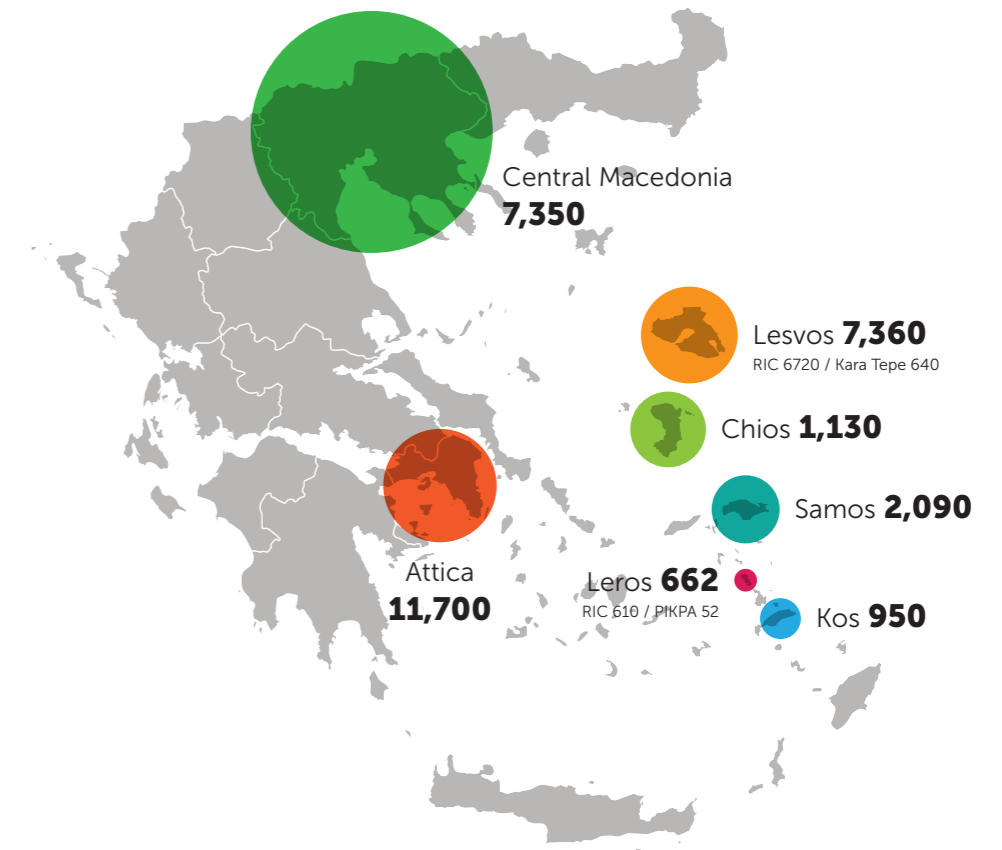 Central Macedonia
7,350
Lesvos 7,360
RIC 6720 / Kara Tepe 640
Chios 1,130
Samos 2,090
Attica
11,700
Leros 662
RIC 610 / PIKPA 52
Kos 950